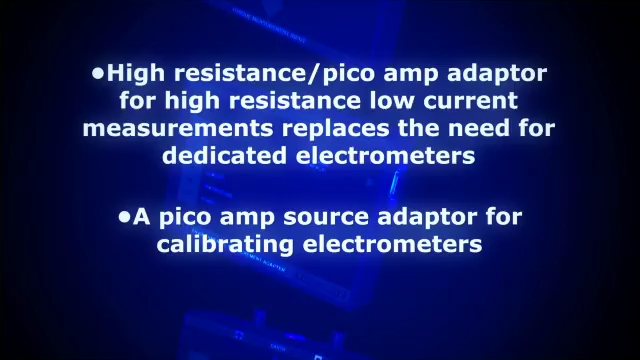 ●High resistance/pico amp adaptor
for high resistance low current
measurements replaces the need for
dedicated electrometers
●A pico amp source adaptor for
calibrating electrometers